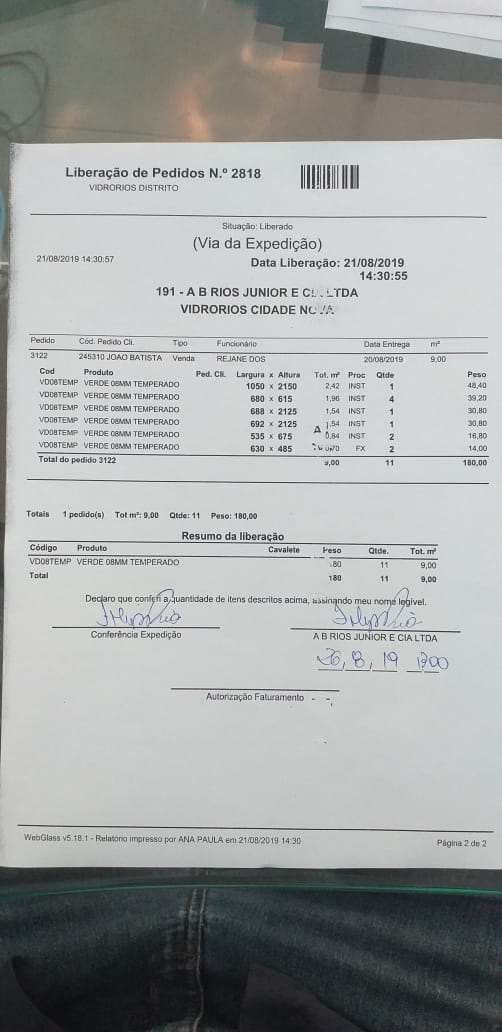 Liberação de Pedidos N.º 2818
VIDRORIOS DISTRITO
Situação: Liberado
(Via da Expedição)
21/08/2019 14:30:57
Data Liberação: 21/08/2019
14:30:55
191 - A B RIOS JUNIOR E LTDA
VIDRORIOS CIDADE
Pedido Cód. Pedido Cli. Tipo Funcionário Data Entrega m²
3122 245310 JOAO BATISTA Venda REJANE DOS 20/08/2019 9,00
Cod Produto Ped. Cli. Largura x Altura Tot. m² Proc Qtde Peso
VD08TEMP VERDE 08MM TEMPERADO 1050 x 2150 2,42 INST 1 48,40
VD08TEMP VERDE 08MM TEMPERADO 680 x 615 1,96 INST 4 39,20
VD08TEMP VERDE 08MM TEMPERADO 688 x 2125 1,54 INST 1 30,80
VD08TEMP VERDE 08MM TEMPERADO 692 x 2125 1,54 INST 1 30,80
VD08TEMP VERDE 08MM TEMPERADO 535 x 675 0,84 INST 2 16,80
VD08TEMP VERDE 08MM TEMPERADO 630 x 485 FX 2 14,00
Total do pedido 3122 9,00 11 180,00
Totais 1 pedido(s) Tot m²: 9,00 Qtde: 11 Peso: 180,00
Resumo da liberação
Código Produto Cavalete Peso Qtde. Tot. m²
VD08TEMP VERDE 08MM TEMPERADO 180 11 9,00
Total 180 11 9,00
Declaro que conferi a quantidade de itens descritos acima, assinando meu nome legível.
Conferência Expedição
A B RIOS JUNIOR E CIA LTDA
26, 8, 19
Autorização Faturamento
WebGlass v5.18.1 - Relatório impresso por ANA PAULA em 21/08/2019 14:30
Página 2 de 2